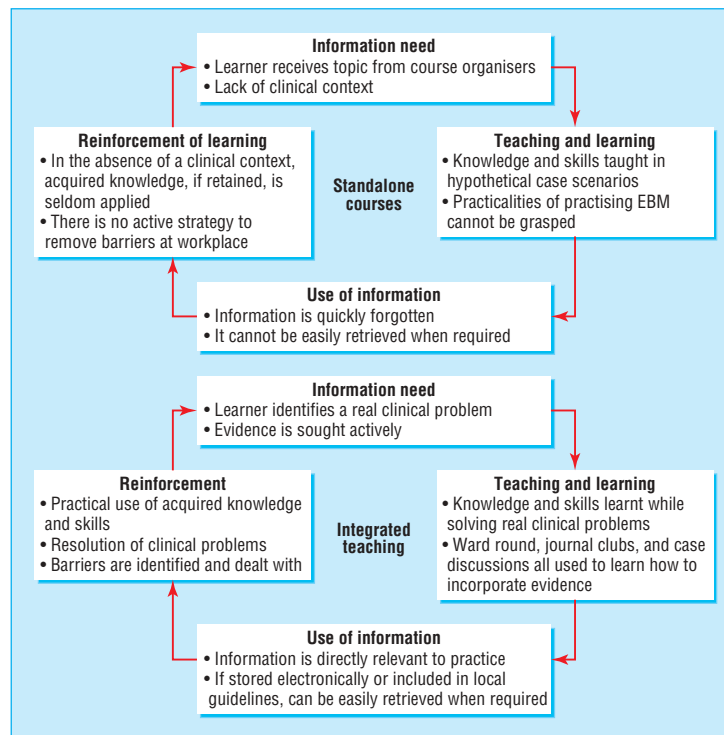 Information need
• Learner receives topic from course organisers
• Lack of clinical context
Reinforcement of learning
• In the absence of a clinical context,
acquired knowledge, if retained, is
seldom applied
• There is no active strategy to
remove barriers at workplace
Standalone
courses
Teaching and learning
• Knowledge and skills taught in
hypothetical case scenarios
• Practicalities of practising EBM
cannot be grasped
Use of information
• Information is quickly forgotten
• It cannot be easily retrieved when required
Information need
• Learner identifies a real clinical problem
• Evidence is sought actively
Reinforcement
• Practical use of acquired knowledge
and skills
• Resolution of clinical problems
• Barriers are identified and dealt with
Integrated
teaching
Teaching and learning
• Knowledge and skills learnt while
solving real clinical problems
• Ward round, journal clubs, and case
discussions all used to learn how to
incorporate evidence
Use of information
• Information is directly relevant to practice
• If stored electronically or included in local
guidelines, can be easily retrieved when required